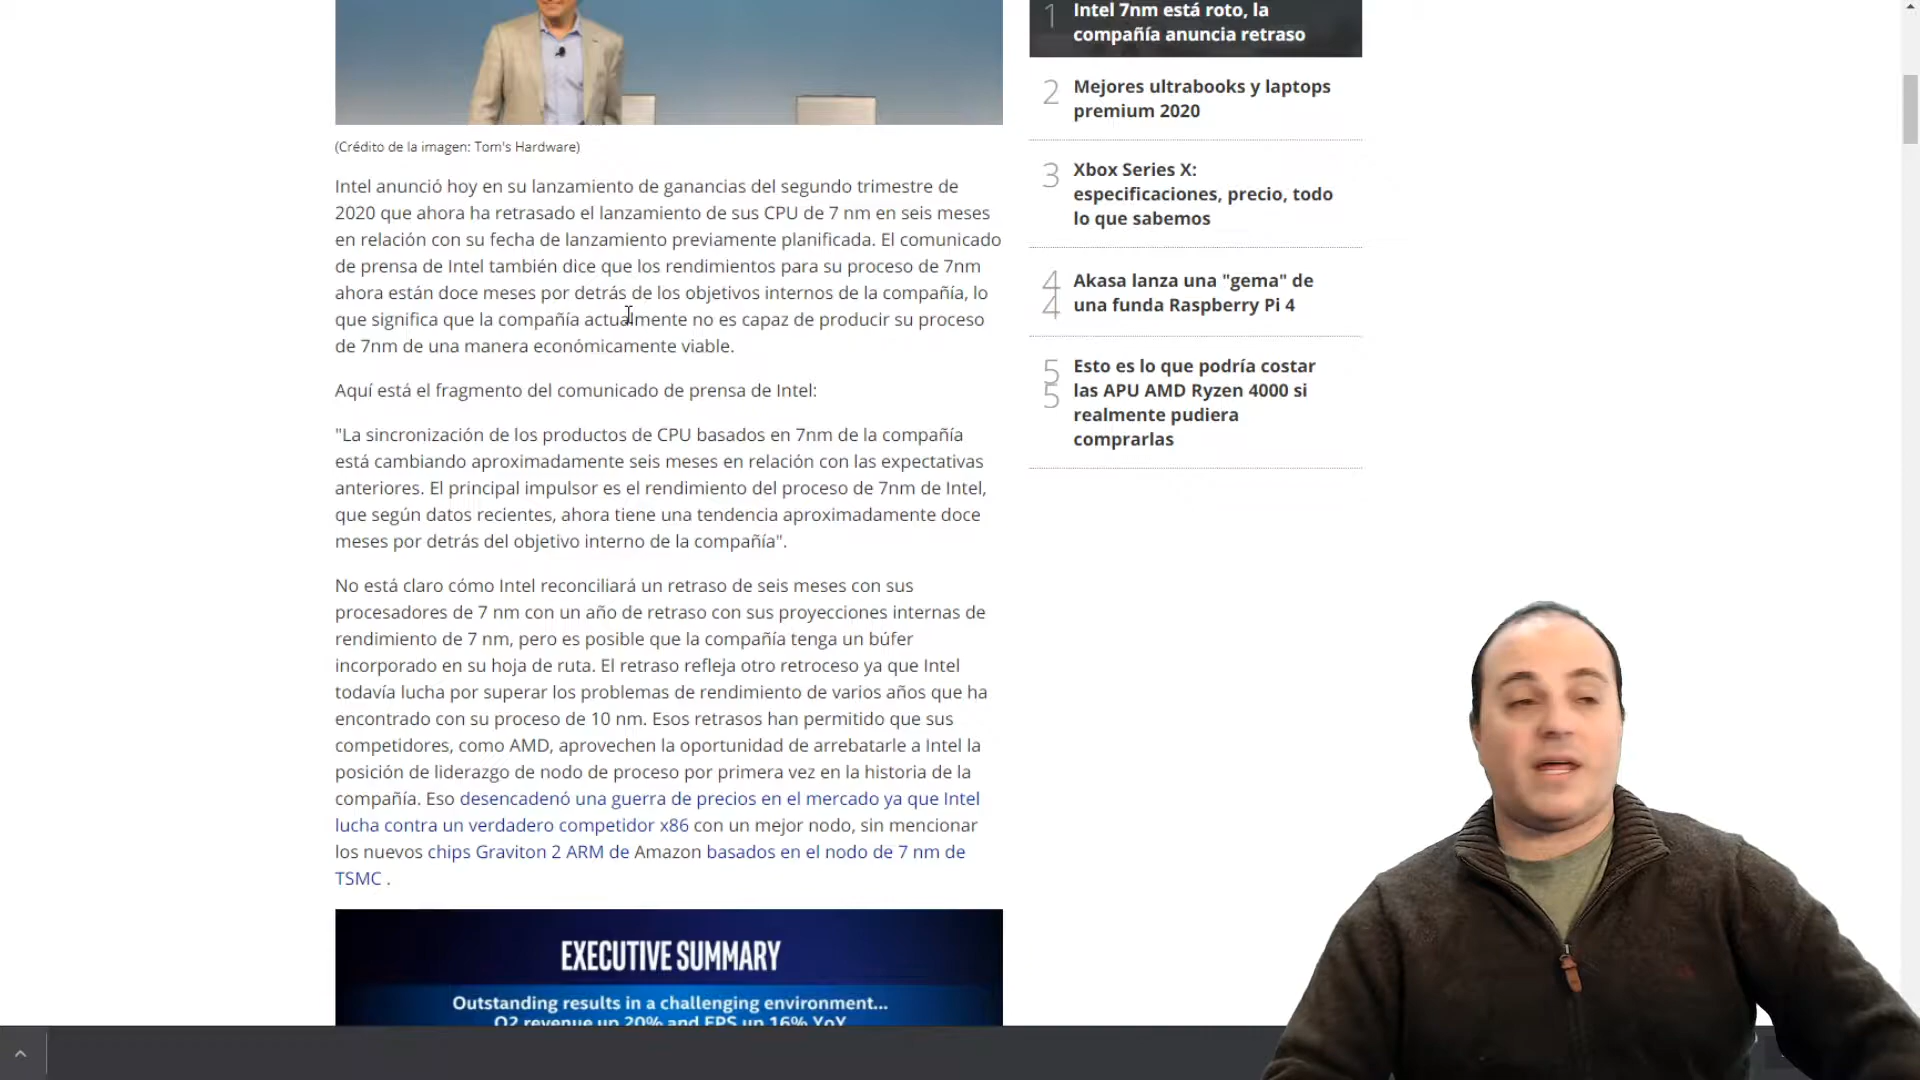 (Crédito de la imagen: Tom's Hardware)
Intel anunció hoy en su lanzamiento de ganancias del segundo trimestre de
2020 que ahora ha retrasado el lanzamiento de sus CPU de 7 nm en seis meses
en relación con su fecha de lanzamiento previamente planificada. El comunicado
de prensa de Intel también dice que los rendimientos para su proceso de 7nm
ahora están doce meses por detrás de los objetivos internos de la compañía, lo
que significa que la compañía actualmente no es capaz de producir su proceso
de 7nm de una manera económicamente viable.
Aquí está el fragmento del comunicado de prensa de Intel:
"La sincronización de los productos de CPU basados en 7nm de la compañía
está cambiando aproximadamente seis meses en relación con las expectativas
anteriores. El principal impulsor es el rendimiento del proceso de 7nm de Intel,
que según datos recientes, ahora tiene una tendencia aproximadamente doce
meses por detrás del objetivo interno de la compañía".
No está claro cómo Intel reconciliará un retraso de seis meses con sus
procesadores de 7 nm con un año de retraso con sus proyecciones internas de
rendimiento de 7 nm, pero es posible que la compañía tenga un búfer
incorporado en su hoja de ruta. El retraso refleja otro retroceso ya que Intel
todavía lucha por superar los problemas de rendimiento de varios años que ha
encontrado con su proceso de 10 nm. Esos retrasos han permitido que sus
competidores, como AMD, aprovechen la oportunidad de arrebatarle a Intel la
posición de liderazgo de nodo de proceso por primera vez en la historia de la
compañía. Eso desencadenó una guerra de precios en el mercado ya que Intel
lucha contra un verdadero competidor x86 con un mejor nodo, sin mencionar
los nuevos chips Graviton 2 ARM de Amazon basados en el nodo de 7 nm de
TSMC .
EXECUTIVE SUMMARY
Outstanding results in a challenging environment...
Q2 revenue up 20% and EPS up 16% YoY
1 Intel 7nm está roto, la
compañía anuncia retraso
2 Mejores ultrabooks y laptops
premium 2020
3 Xbox Series X:
especificaciones, precio, todo
lo que sabemos
4 Akasa lanza una "gema" de
4 una funda Raspberry Pi 4
5 Esto es lo que podría costar
5 las APU AMD Ryzen 4000 si
realmente pudiera
comprarlas